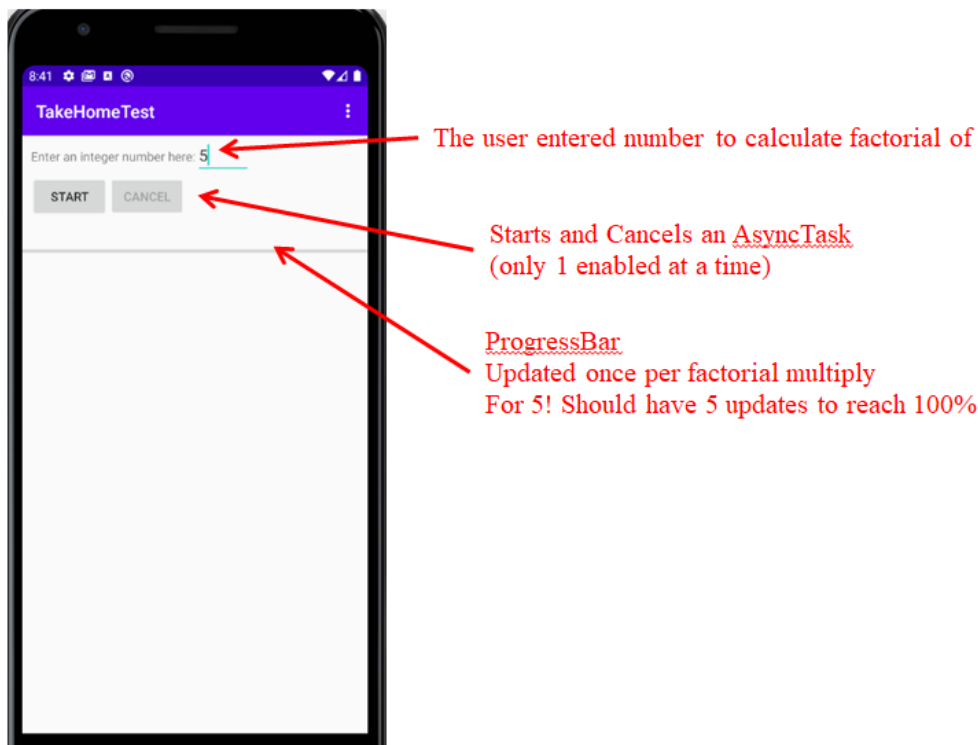 8:41
TakeHomeTest
Enter an integer number here: 5
START CANCEL
The user entered number to calculate factorial of
Starts and Cancels an AsyncTask
(only 1 enabled at a time)
ProgressBar
Updated once per factorial multiply
For 5! Should have 5 updates to reach 100%